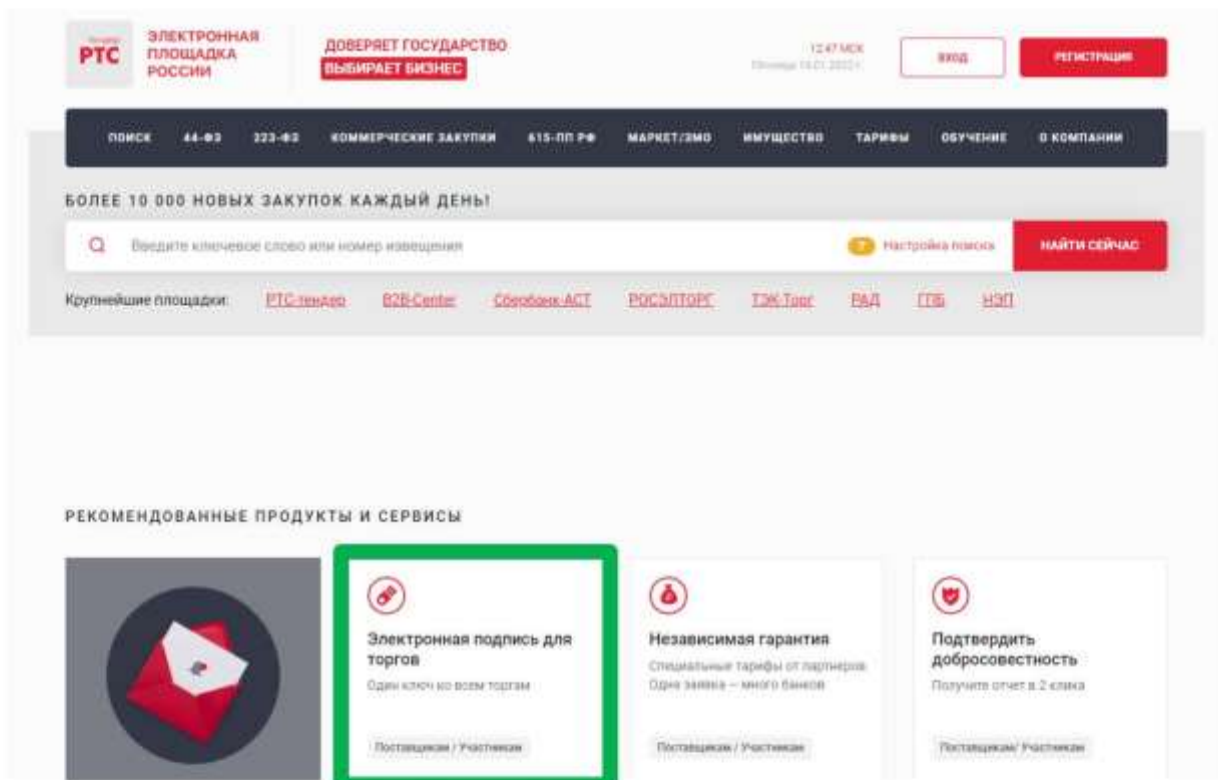 РТС
ЭЛЕКТРОННАЯ
ПЛОЩАДКА
РОССИИ
ДОВЕРЯЕТ ГОСУДАРСТВО
ВЫБИРАЕТ БИЗНЕС
12:47 МСК
ВХОД
РЕГИСТРАЦИЯ
ПОИСК 44-ФЗ 223-ФЗ КОММЕРЧЕСКИЕ ЗАКУПКИ 615-ПП РФ МАРКЕТ/ЗМО ИМУЩЕСТВО ТАРИФЫ ОБУЧЕНИЕ О КОМПАНИИ
БОЛЕЕ 10 000 НОВЫХ ЗАКУПОК КАЖДЫЙ ДЕНЬ!
Введите ключевое слово или номер извещения
Настройка поиска
НАЙТИ СЕЙЧАС
Крупнейшие площадки: РТС-тендер B2B-Center Сбербанк-АСТ РОСЭЛТОРГ ТЭК-Торг РАД ГПБ НЭП
РЕКОМЕНДОВАННЫЕ ПРОДУКТЫ И СЕРВИСЫ
Электронная подпись для
торгов
Один ключ ко всем торгам
Поставщикам / Участникам
Независимая гарантия
Специальные тарифы от партнеров
Одна заявка — много банков
Поставщикам / Участникам
Подтвердить
добросовестность
Получите отчет в 2 клика
Поставщикам/ Участникам